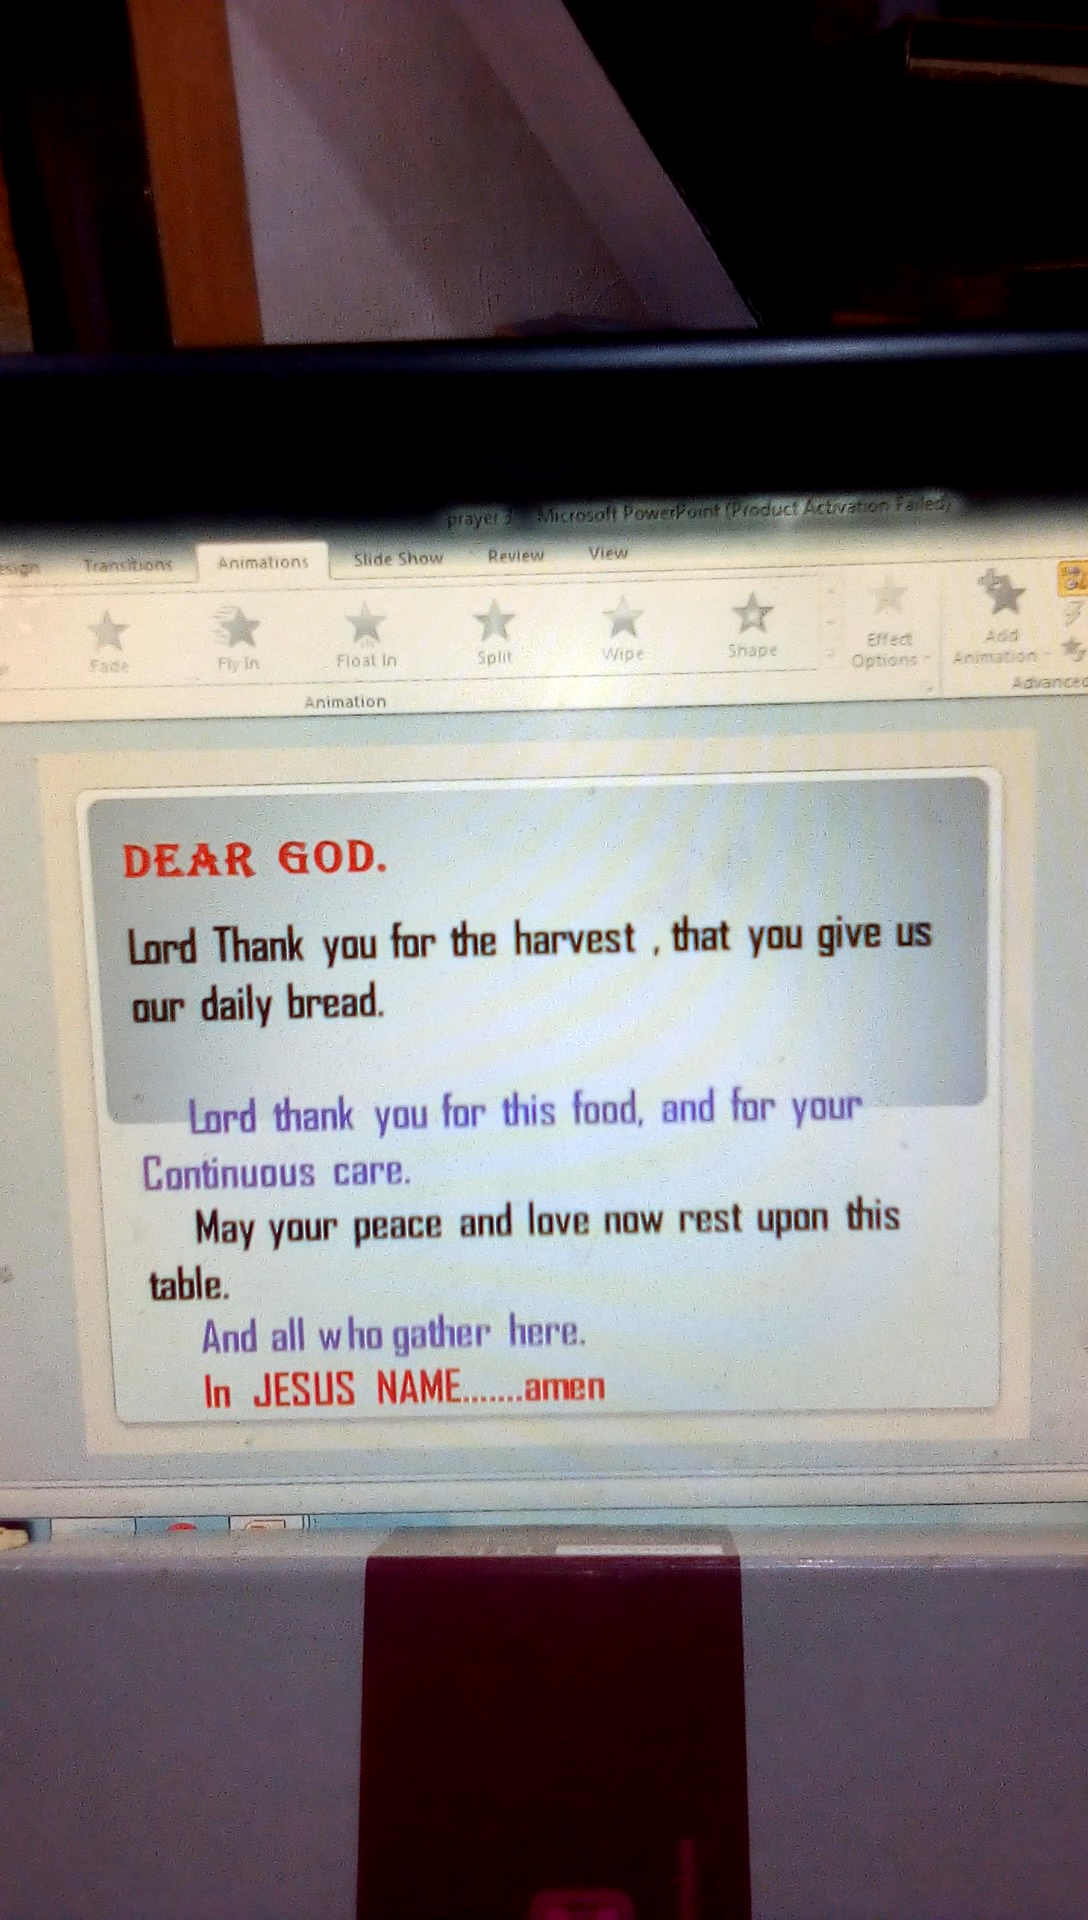 prayer - Microsoft PowerPoint (Product Activation Failed)
Transitions Animations Slide Show Review View
Fade Fly In Float In Split Wipe Shape Effect Options Add Animation
Animation Advanced
DEAR GOD.
Lord Thank you for the harvest , that you give us
our daily bread.
Lord thank you for this food, and for your
Continuous care.
May your peace and love now rest upon this
table.
And all who gather here.
In JESUS NAME.......amen